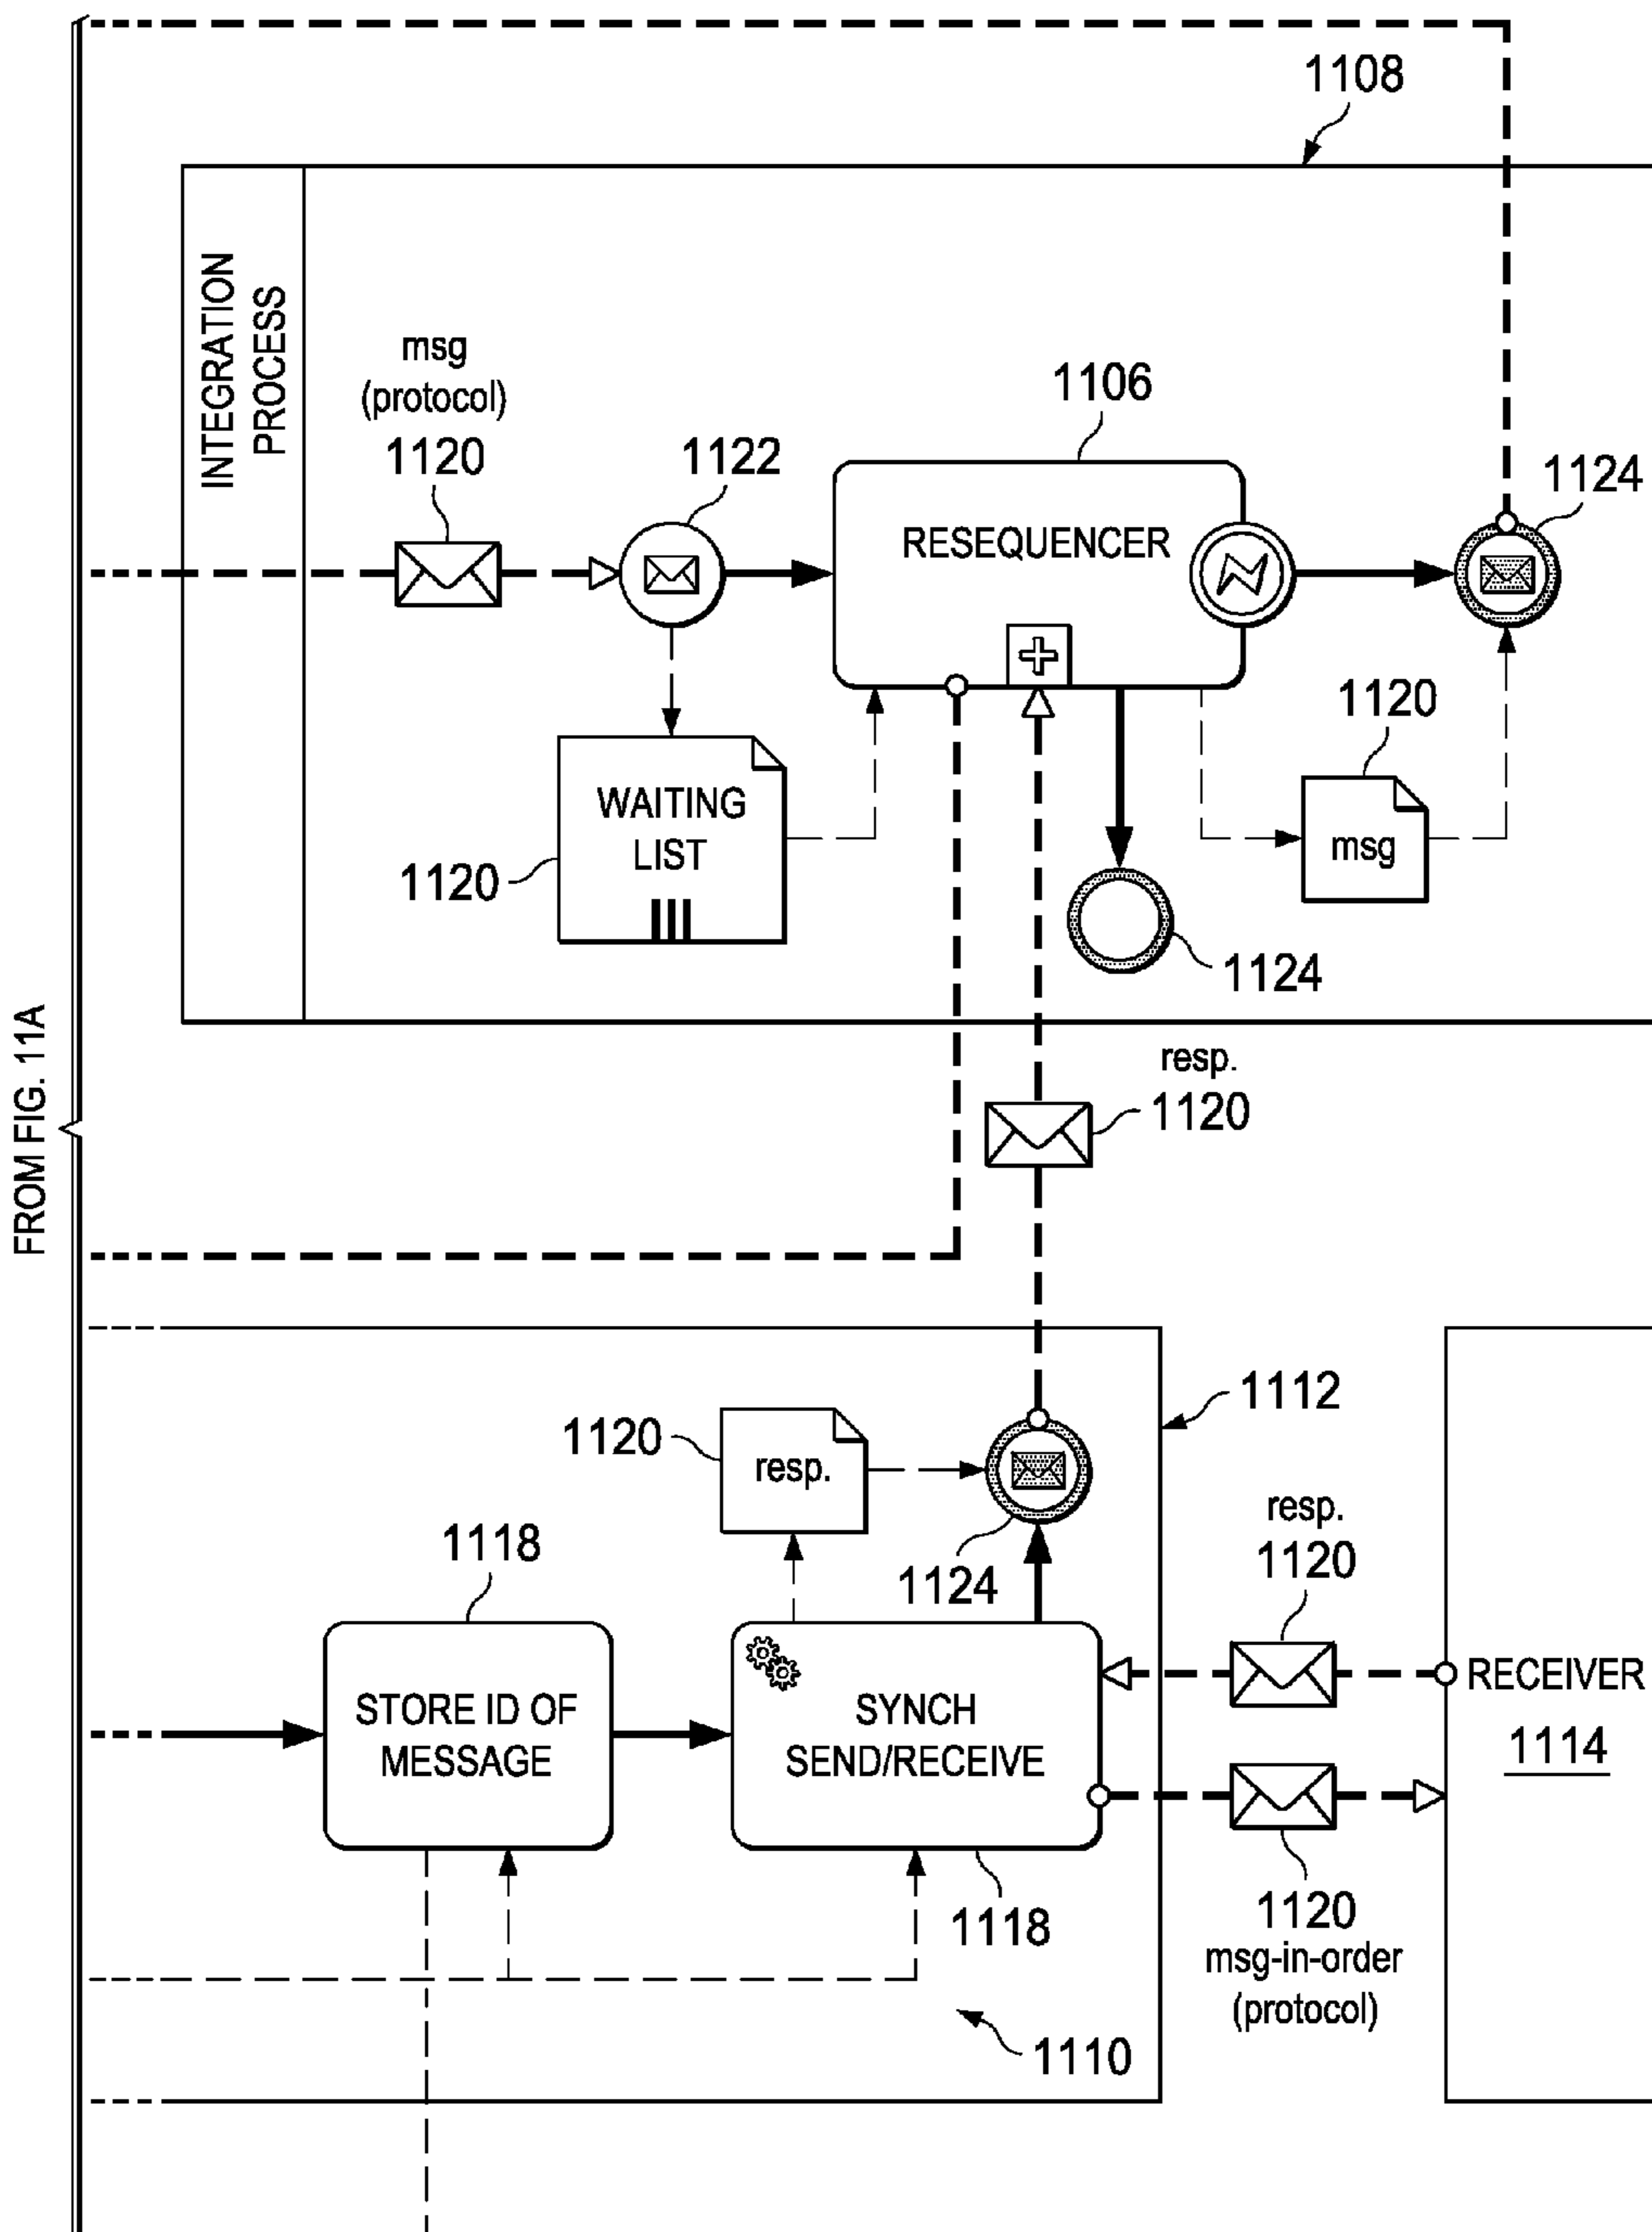 1108
INTEGRATION
PROCESS
msg
(protocol)
1120
1122
1106
RESEQUENCER
1124
1120
WAITING
LIST
1120
msg
1124
FROM FIG. 11A
resp.
1120
1112
1120
resp.
1124
resp.
1120
1118
STORE ID OF
MESSAGE
SYNCH
SEND/RECEIVE
RECEIVER
1114
1118
1120
msg-in-order
(protocol)
1110